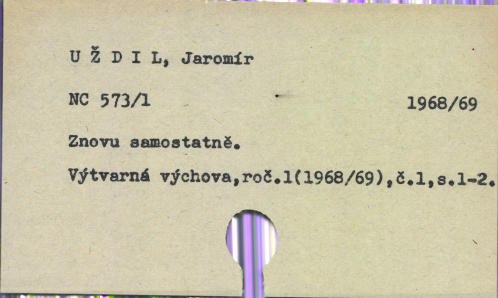 U Ž D I L, Jaromír
NC 573/1 1968/69
Znovu samostatně.
Výtvarná výchova,roč.1(1968/69),č.1,s.1-2.